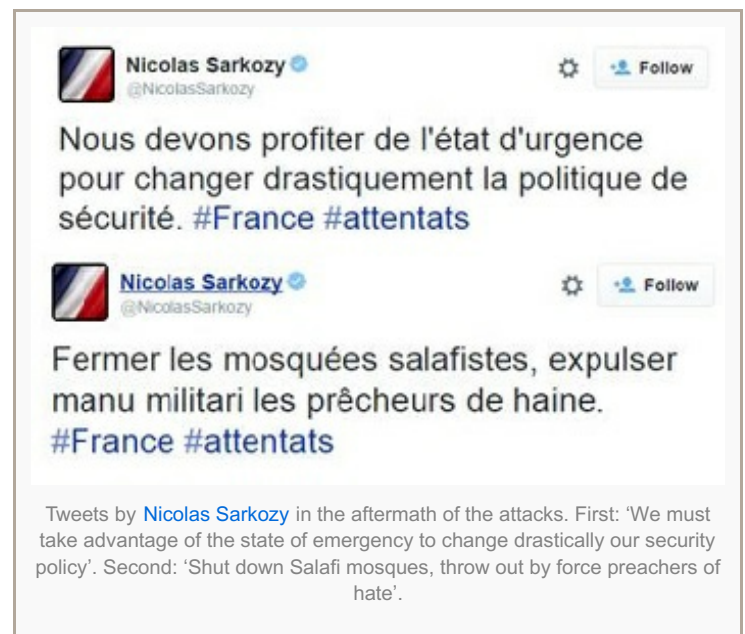 Nicolas Sarkozy
Follow
@NicolasSarkozy
Nous devons profiter de l'état d'urgence
pour changer drastiquement la politique de
sécurité. #France #attentats
Nicolas Sarkozy
Follow
@NicolasSarkozy
Fermer les mosquées salafistes, expulser
manu militari les prêcheurs de haine.
#France #attentats
Tweets by Nicolas Sarkozy in the aftermath of the attacks. First: ‘We must
take advantage of the state of emergency to change drastically our security
policy’. Second: ‘Shut down Salafi mosques, throw out by force preachers of
hate’.